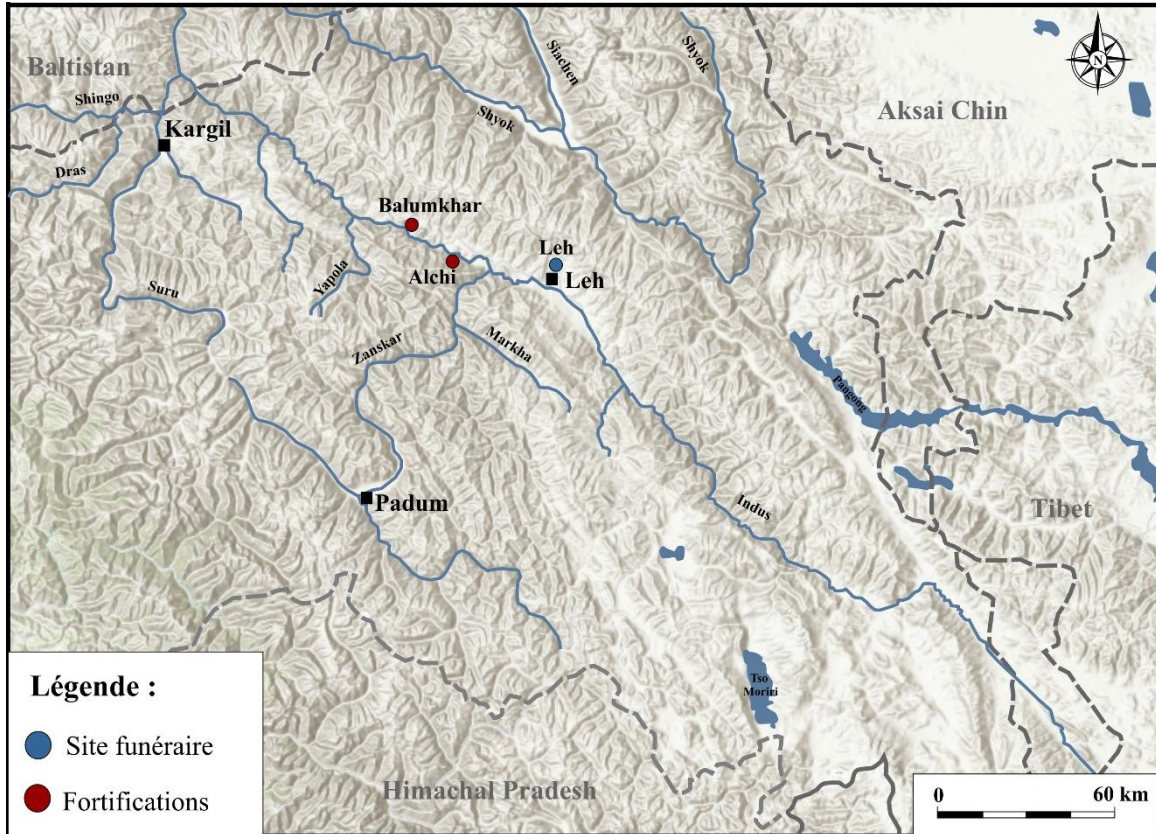 Baltistan
Shingo
Kargil
Dras
Suru
Siachen
Shyok
Shyok
Aksai Chin
N
Balumkhar
Alchi
Leh
Leh
Yapola
Zanskar
Markha
Pangong
Padum
Indus
Tibet
Tso
Moriri
Himachal Pradesh
Légende :
Site funéraire
Fortifications
0 60 km